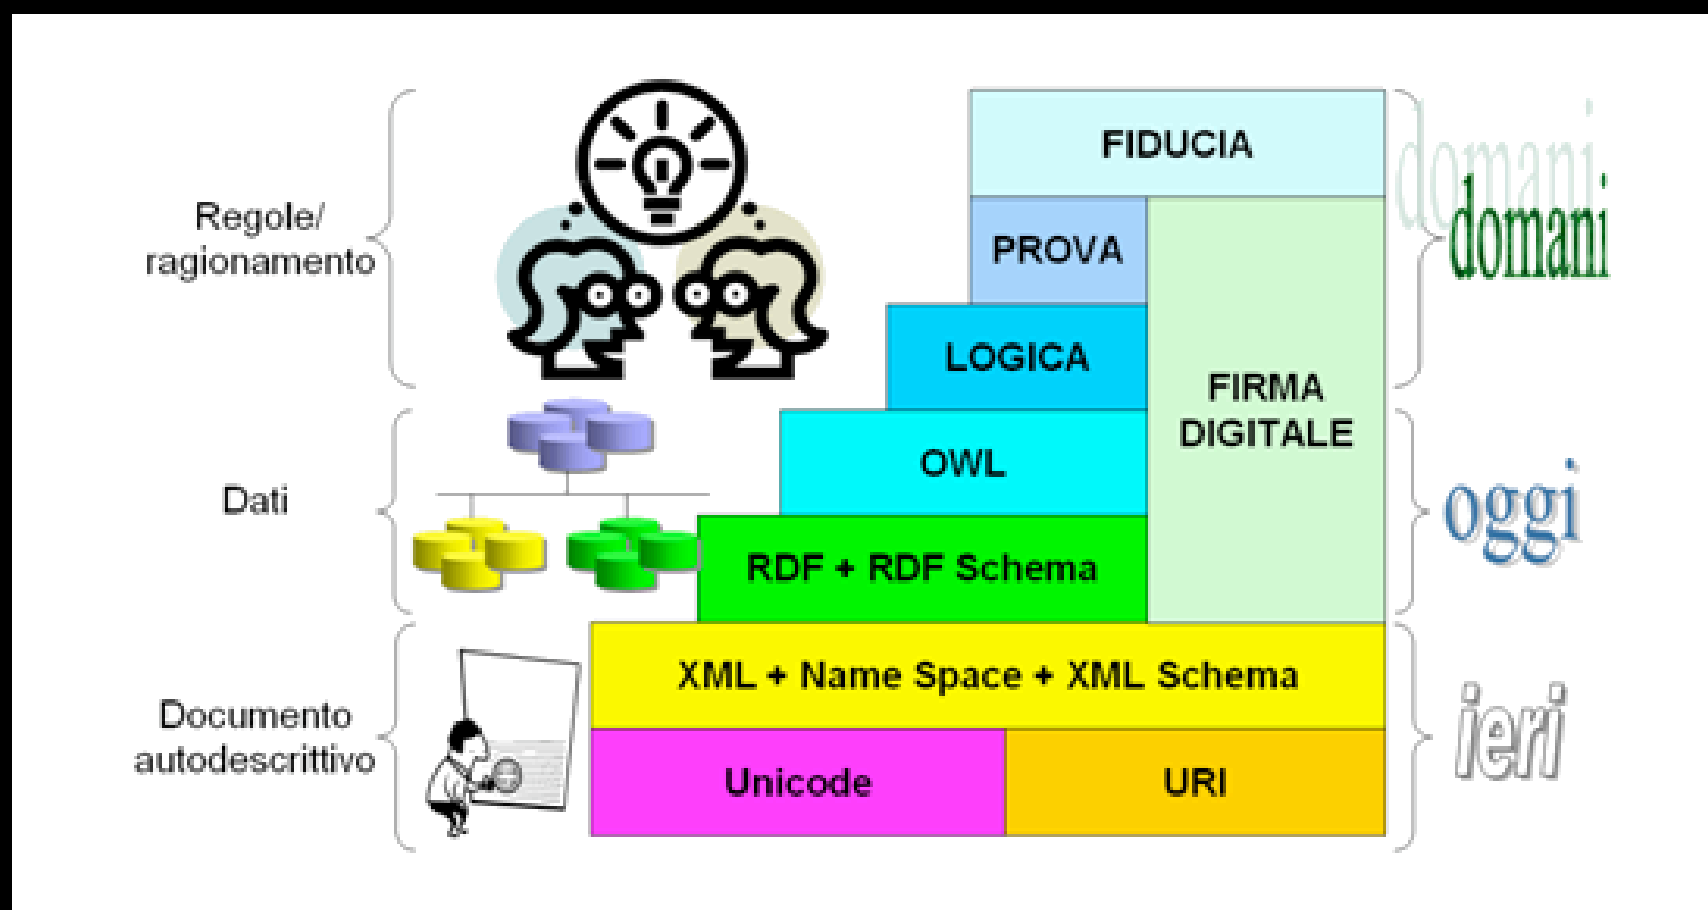 FIDUCIA
domani
domani
Regole/
ragionamento
PROVA
LOGICA
FIRMA
DIGITALE
OWL
Dati
oggi
RDF + RDF Schema
XML + Name Space + XML Schema
Documento
autodescrittivo
ieri
Unicode
URI